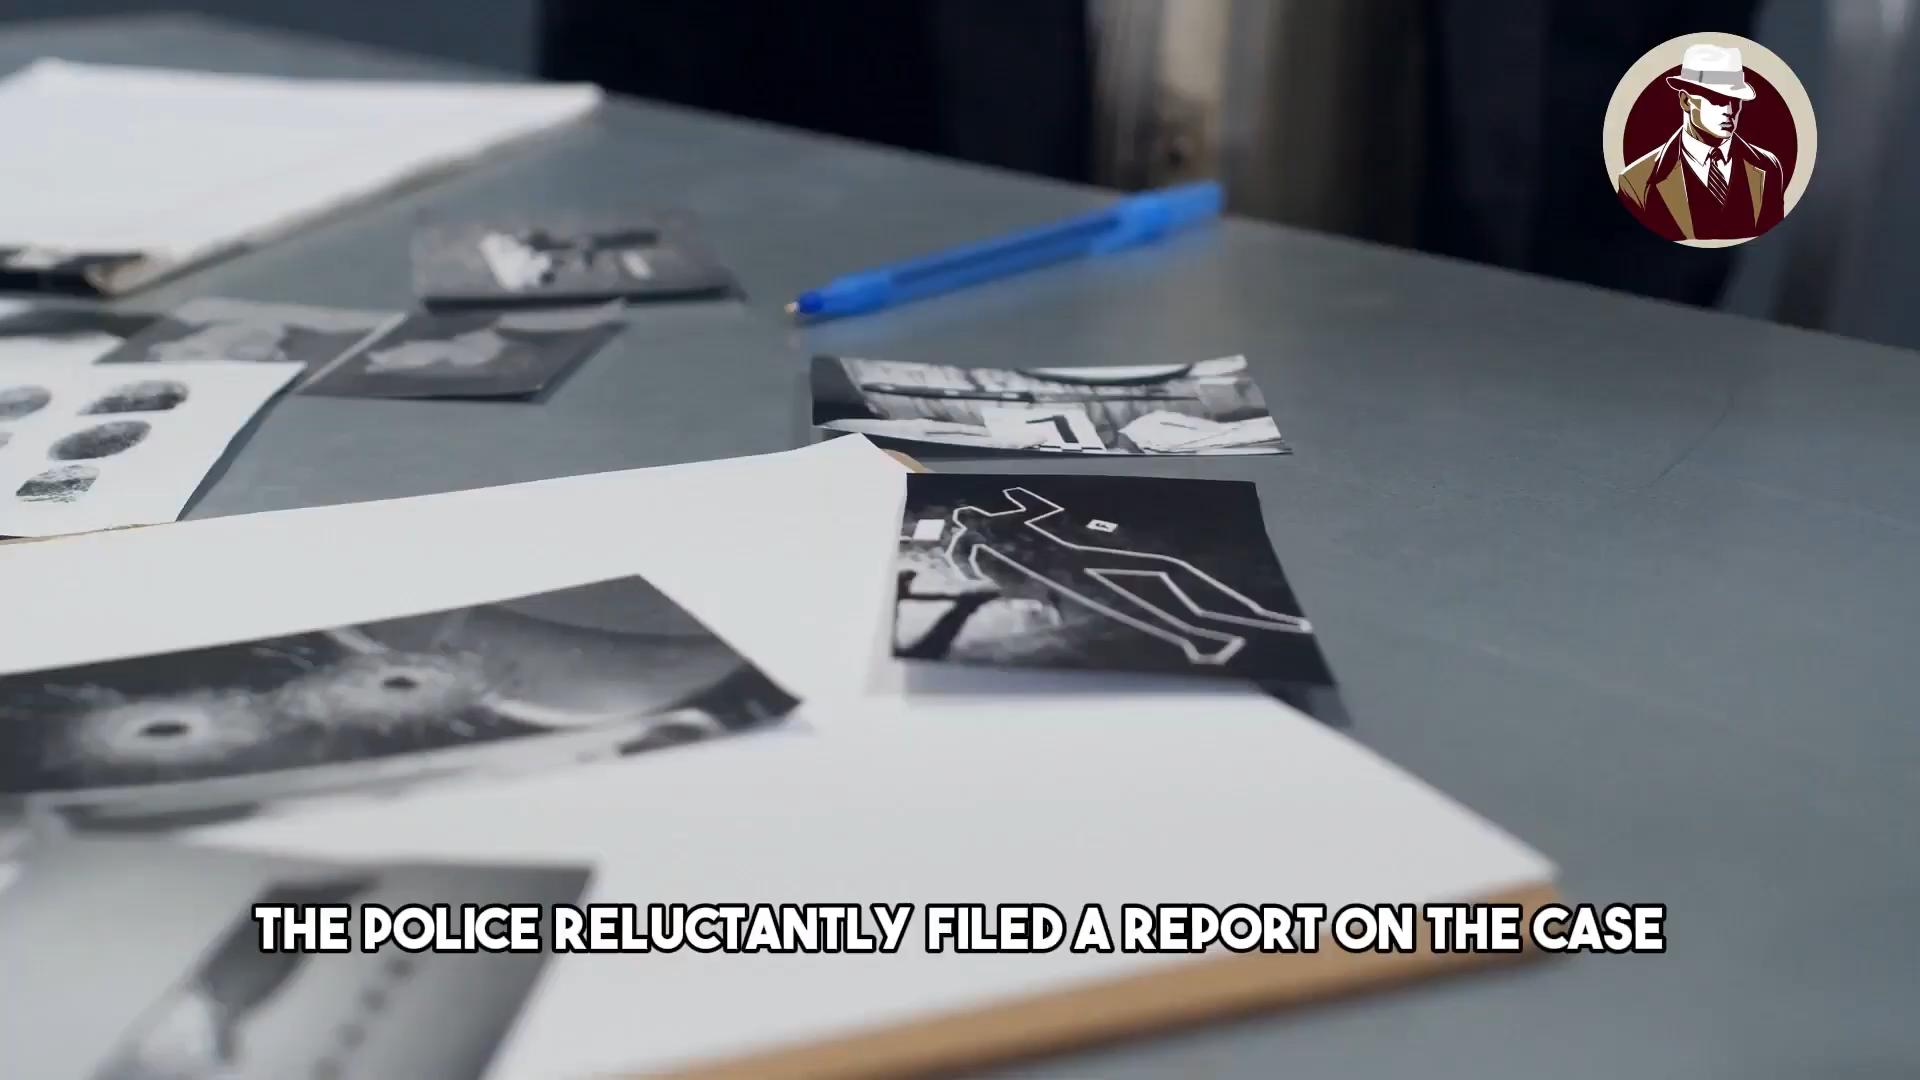 THE POLICE RELUCTANTLY FILED A REPORT ON THE CASE